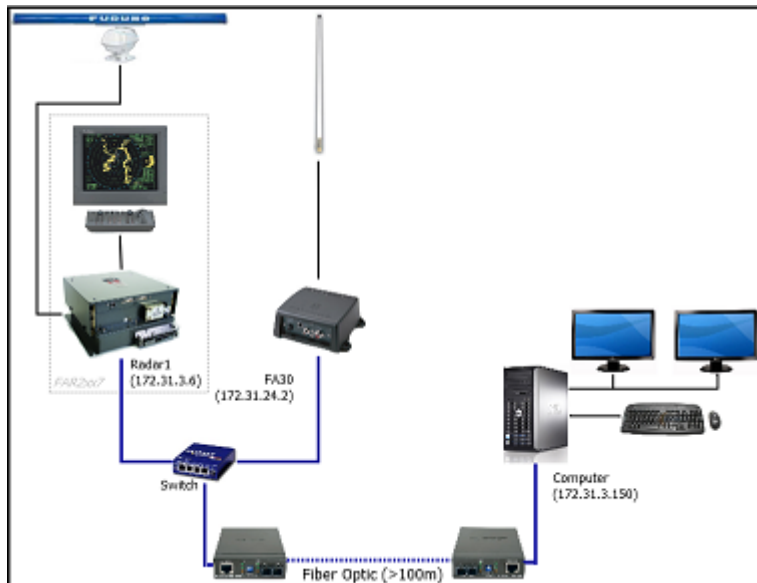 FURUNO
Radar1
(172.31.3.6)
FAR2xx7
FA30
(172.31.24.2)
Switch
Computer
(172.31.3.150)
Fiber Optic (>100m)